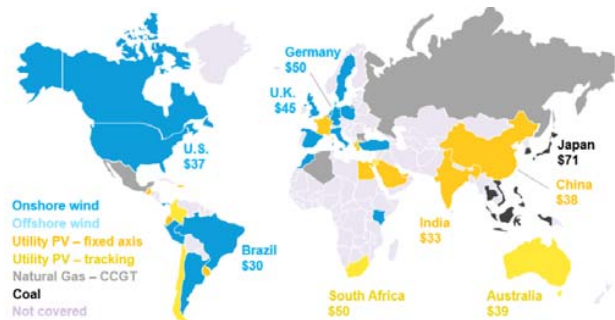 Germany
$50
U.K.
$45
U.S.
$37
Japan
$71
China
$38
India
$33
Brazil
$30
South Africa
$50
Australia
$39
Onshore wind
Offshore wind
Utility PV – fixed axis
Utility PV – tracking
Natural Gas – CCGT
Coal
Not covered